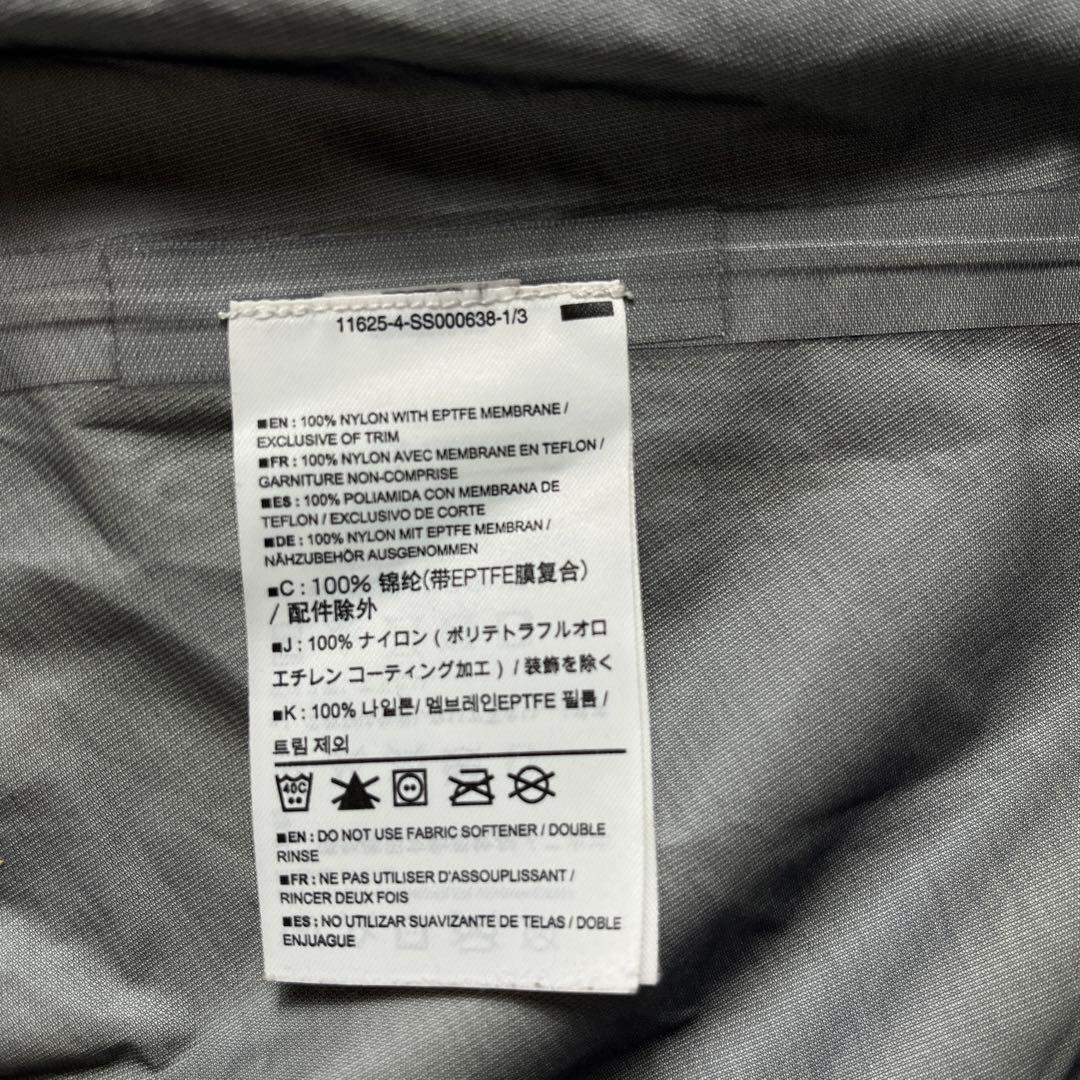 11625-4-SS000638-1/3
■EN : 100% NYLON WITH EPTFE MEMBRANE /
EXCLUSIVE OF TRIM
■FR : 100% NYLON AVEC MEMBRANE EN TEFLON /
GARNITURE NON-COMPRISE
■ES : 100% POLIAMIDA CON MEMBRANA DE
TEFLON / EXCLUSIVO DE CORTE
■DE : 100% NYLON MIT EPTFE MEMBRAN /
NÄHZUBEHÖR AUSGENOMMEN
■C : 100% 锦纶(带EPTFE膜复合)
/ 配件除外
■J : 100% ナイロン ( ポリテトラフルオロ
エチレン コーティング加工 ) / 装飾を除く
■K : 100% 나일론/ 멤브레인EPTFE 필름 /
트림 제외
40C
■EN : DO NOT USE FABRIC SOFTENER / DOUBLE
RINSE
■FR : NE PAS UTILISER D'ASSOUPLISSANT /
RINCER DEUX FOIS
■ES : NO UTILIZAR SUAVIZANTE DE TELAS / DOBLE
ENJUAGUE